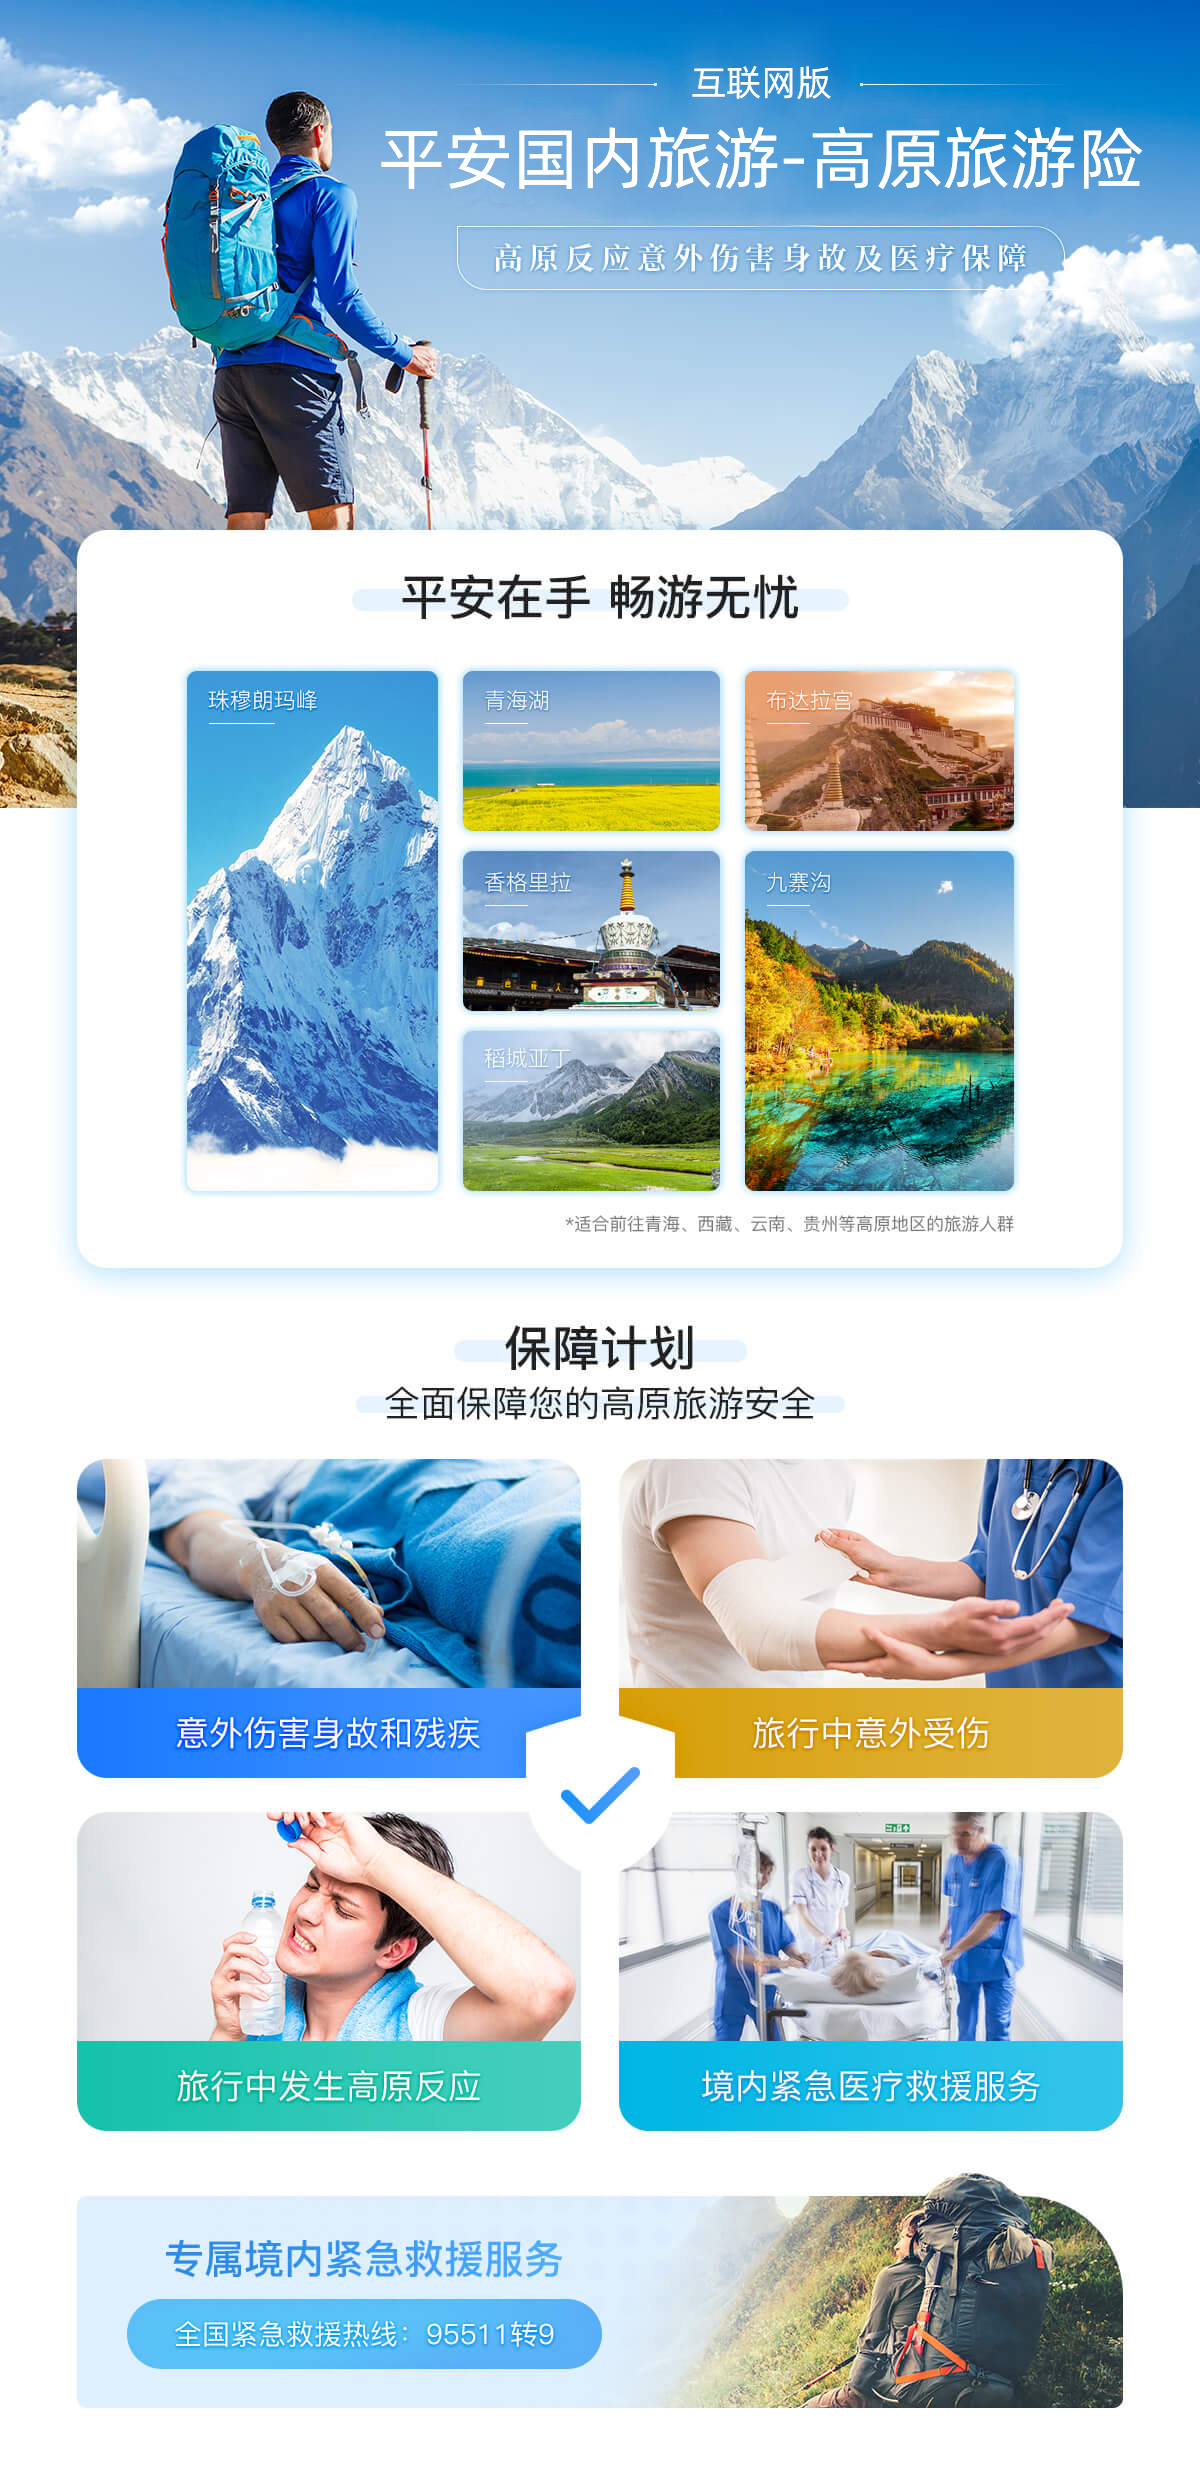 互联网版
平安国内旅游-高原旅游险
高原反应意外伤害身故及医疗保障
平安在手 畅游无忧
珠穆朗玛峰
青海湖
布达拉宫
香格里拉
九寨沟
稻城亚丁
*适合前往青海、西藏、云南、贵州等高原地区的旅游人群
保障计划
全面保障您的高原旅游安全
意外伤害身故和残疾
旅行中意外受伤
旅行中发生高原反应
境内紧急医疗救援服务
专属境内紧急救援服务
全国紧急救援热线：95511转9